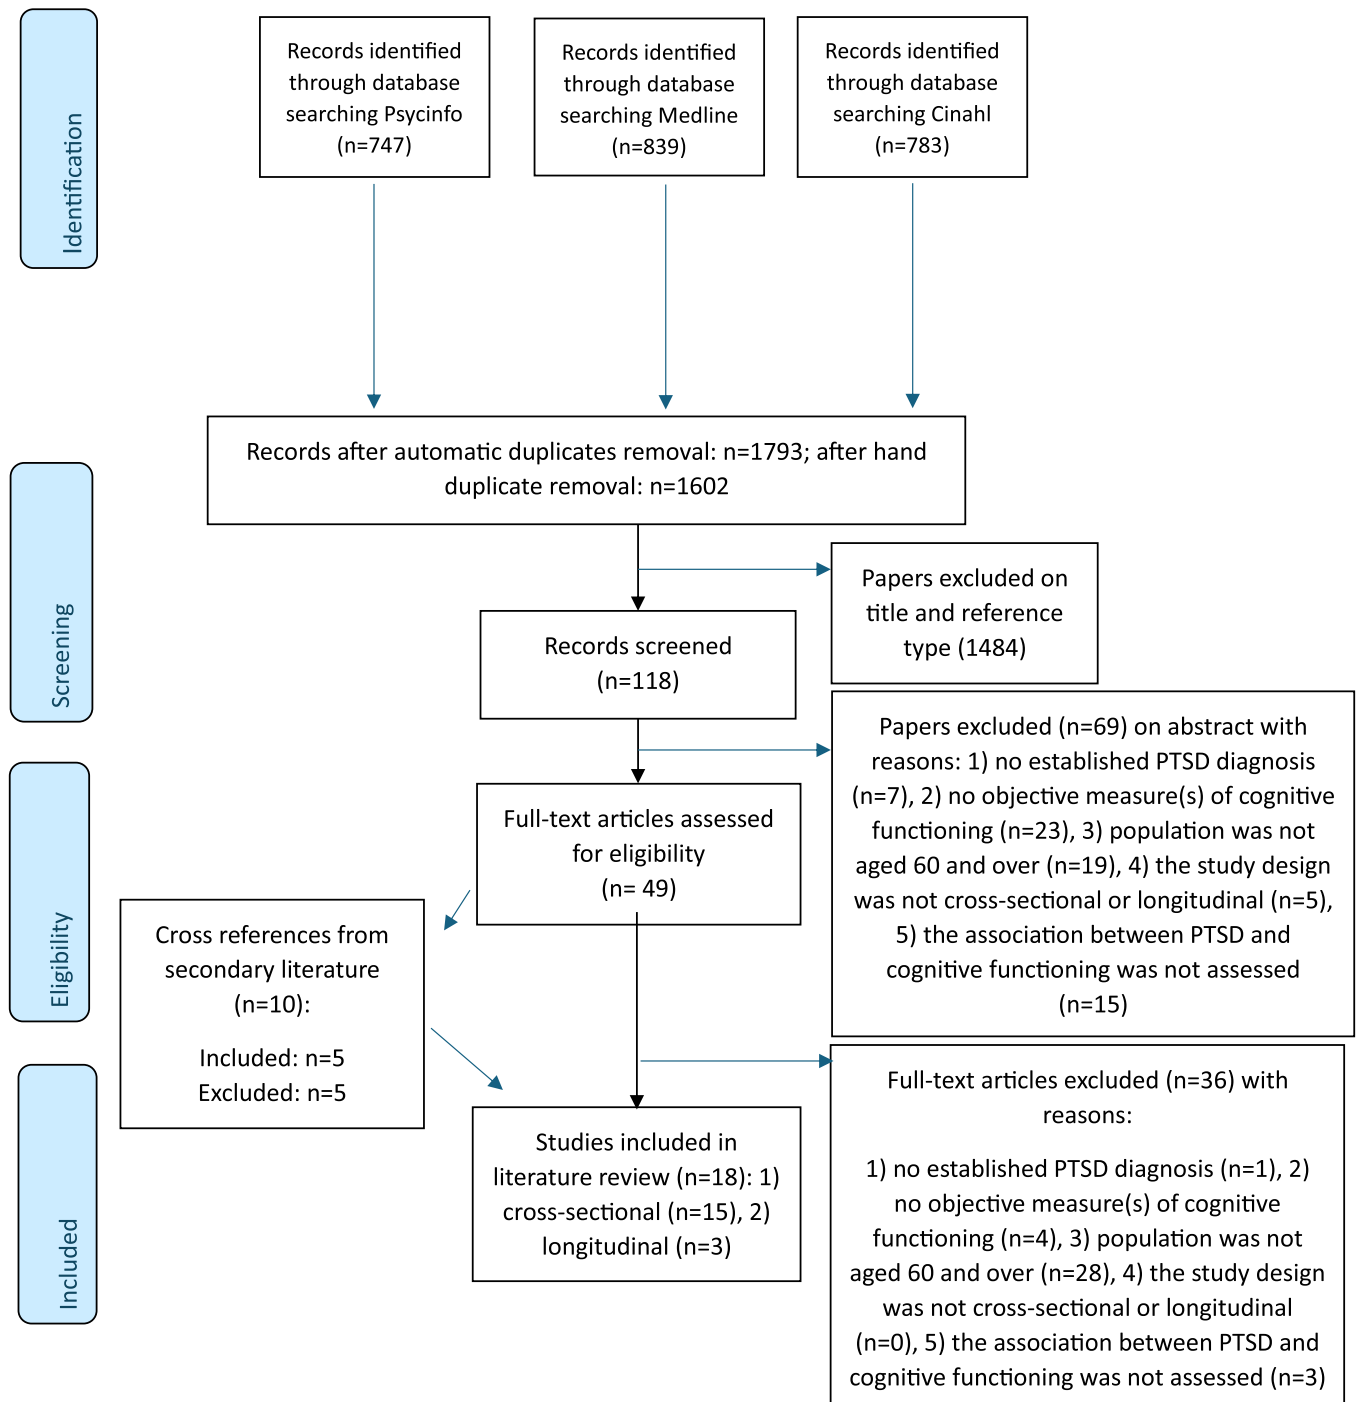 Identification
Records identified
through database
searching Psycinfo
(n=747)
Records identified
through database
searching Medline
(n=839)
Records identified
through database
searching Cinahl
(n=783)
Records after automatic duplicates removal: n=1793; after hand
duplicate removal: n=1602
Screening
Papers excluded on
title and reference
type (1484)
Records screened
(n=118)
Papers excluded (n=69) on abstract with
reasons: 1) no established PTSD diagnosis
(n=7), 2) no objective measure(s) of cognitive
functioning (n=23), 3) population was not
aged 60 and over (n=19), 4) the study design
was not cross-sectional or longitudinal (n=5),
5) the association between PTSD and
cognitive functioning was not assessed
(n=15)
Eligibility
Full-text articles assessed
for eligibility
(n= 49)
Cross references from
secondary literature
(n=10):
Included: n=5
Excluded: n=5
Included
Studies included in
literature review (n=18): 1)
cross-sectional (n=15), 2)
longitudinal (n=3)
Full-text articles excluded (n=36) with
reasons:
1) no established PTSD diagnosis (n=1), 2)
no objective measure(s) of cognitive
functioning (n=4), 3) population was not
aged 60 and over (n=28), 4) the study design
was not cross-sectional or longitudinal
(n=0), 5) the association between PTSD and
cognitive functioning was not assessed (n=3)